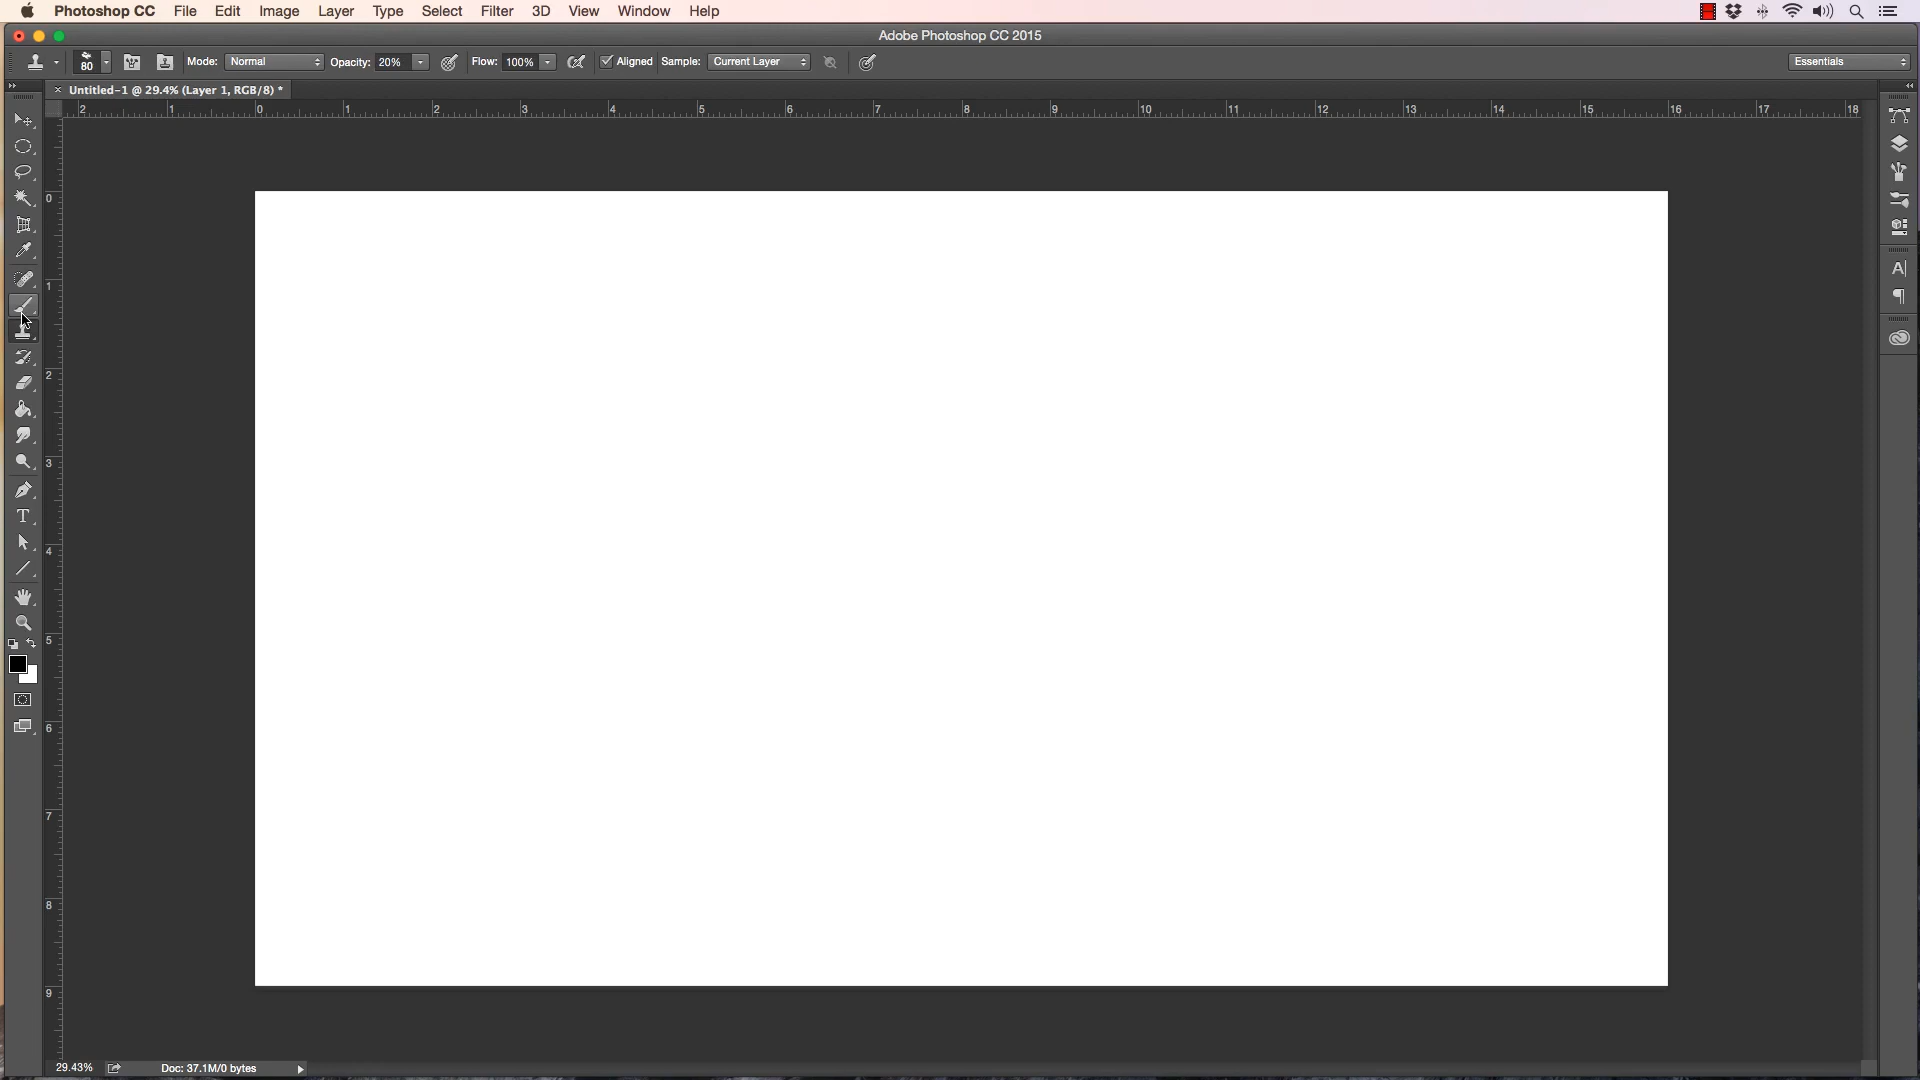 Photoshop CC File Edit Image Layer Type Select Filter 3D View Window Help
Adobe Photoshop CC 2015
80 Mode: Normal Opacity: 20% Flow: 100% Aligned Sample: Current Layer Essentials
× Untitled-1 @ 29.4% (Layer 1, RGB/8) *
2 1 0 1 2 3 4 5 6 7 8 9 10 11 12 13 14 15 16 17 18
0
1
2
3
4
5
6
7
8
9
29.43% Doc: 37.1M/0 bytes